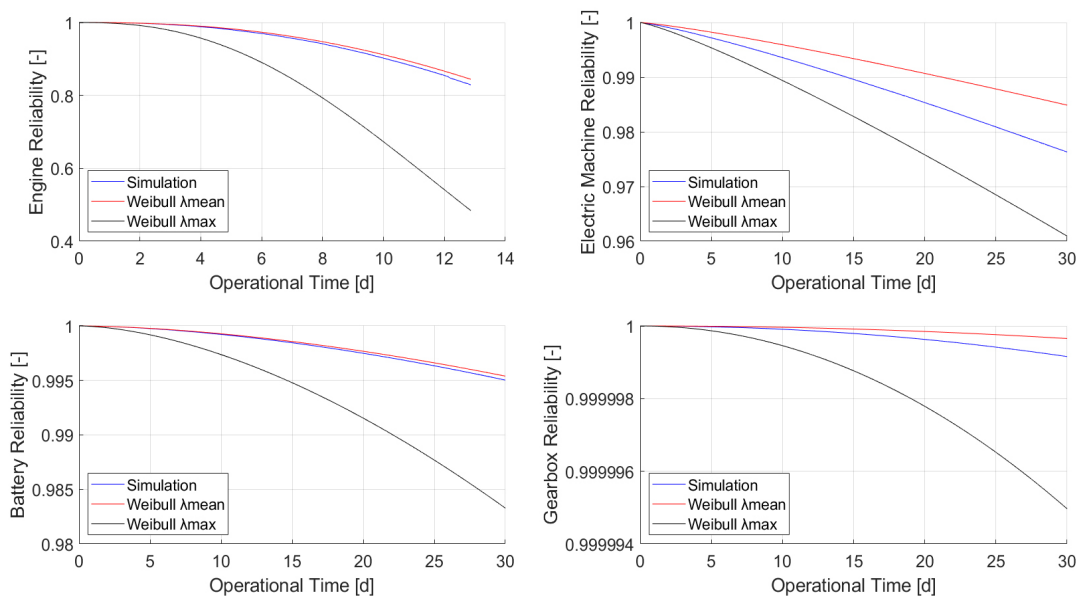 Engine Reliability [-]
1
0.8
0.6
0.4
Simulation
Weibull λmean
Weibull λmax
0 2 4 6 8 10 12 14
Operational Time [d]
Electric Machine Reliability [-]
1
0.99
0.98
0.97
0.96
Simulation
Weibull λmean
Weibull λmax
0 5 10 15 20 25 30
Operational Time [d]
Battery Reliability [-]
1
0.995
0.99
0.985
0.98
Simulation
Weibull λmean
Weibull λmax
0 5 10 15 20 25 30
Operational Time [d]
Gearbox Reliability [-]
1
0.999998
0.999996
0.999994
Simulation
Weibull λmean
Weibull λmax
0 5 10 15 20 25 30
Operational Time [d]